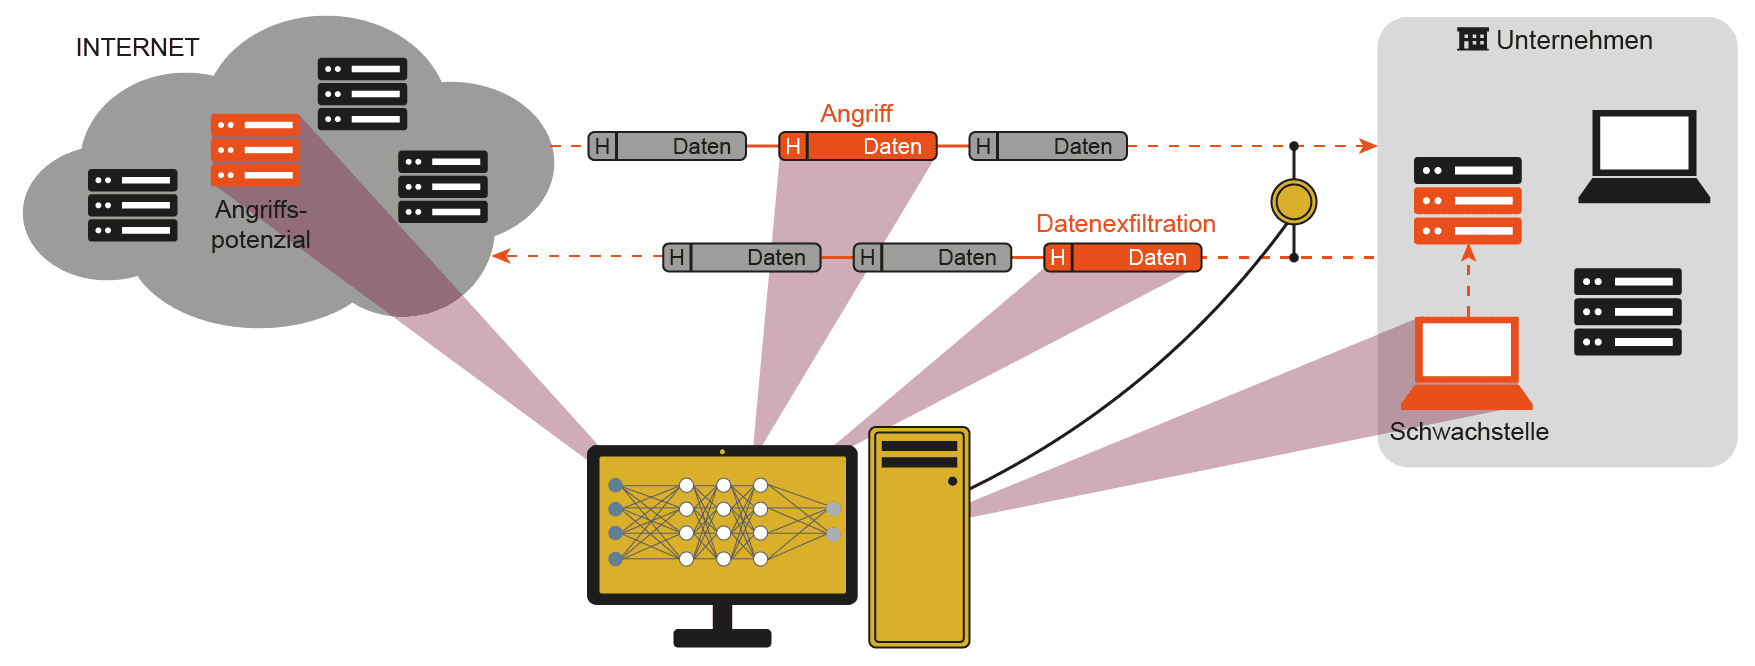 INTERNET
Angriffs-
potenzial
Angriff
H Daten
H Daten
H Daten
Datenexfiltration
H Daten
H Daten
H Daten
Unternehmen
Schwachstelle